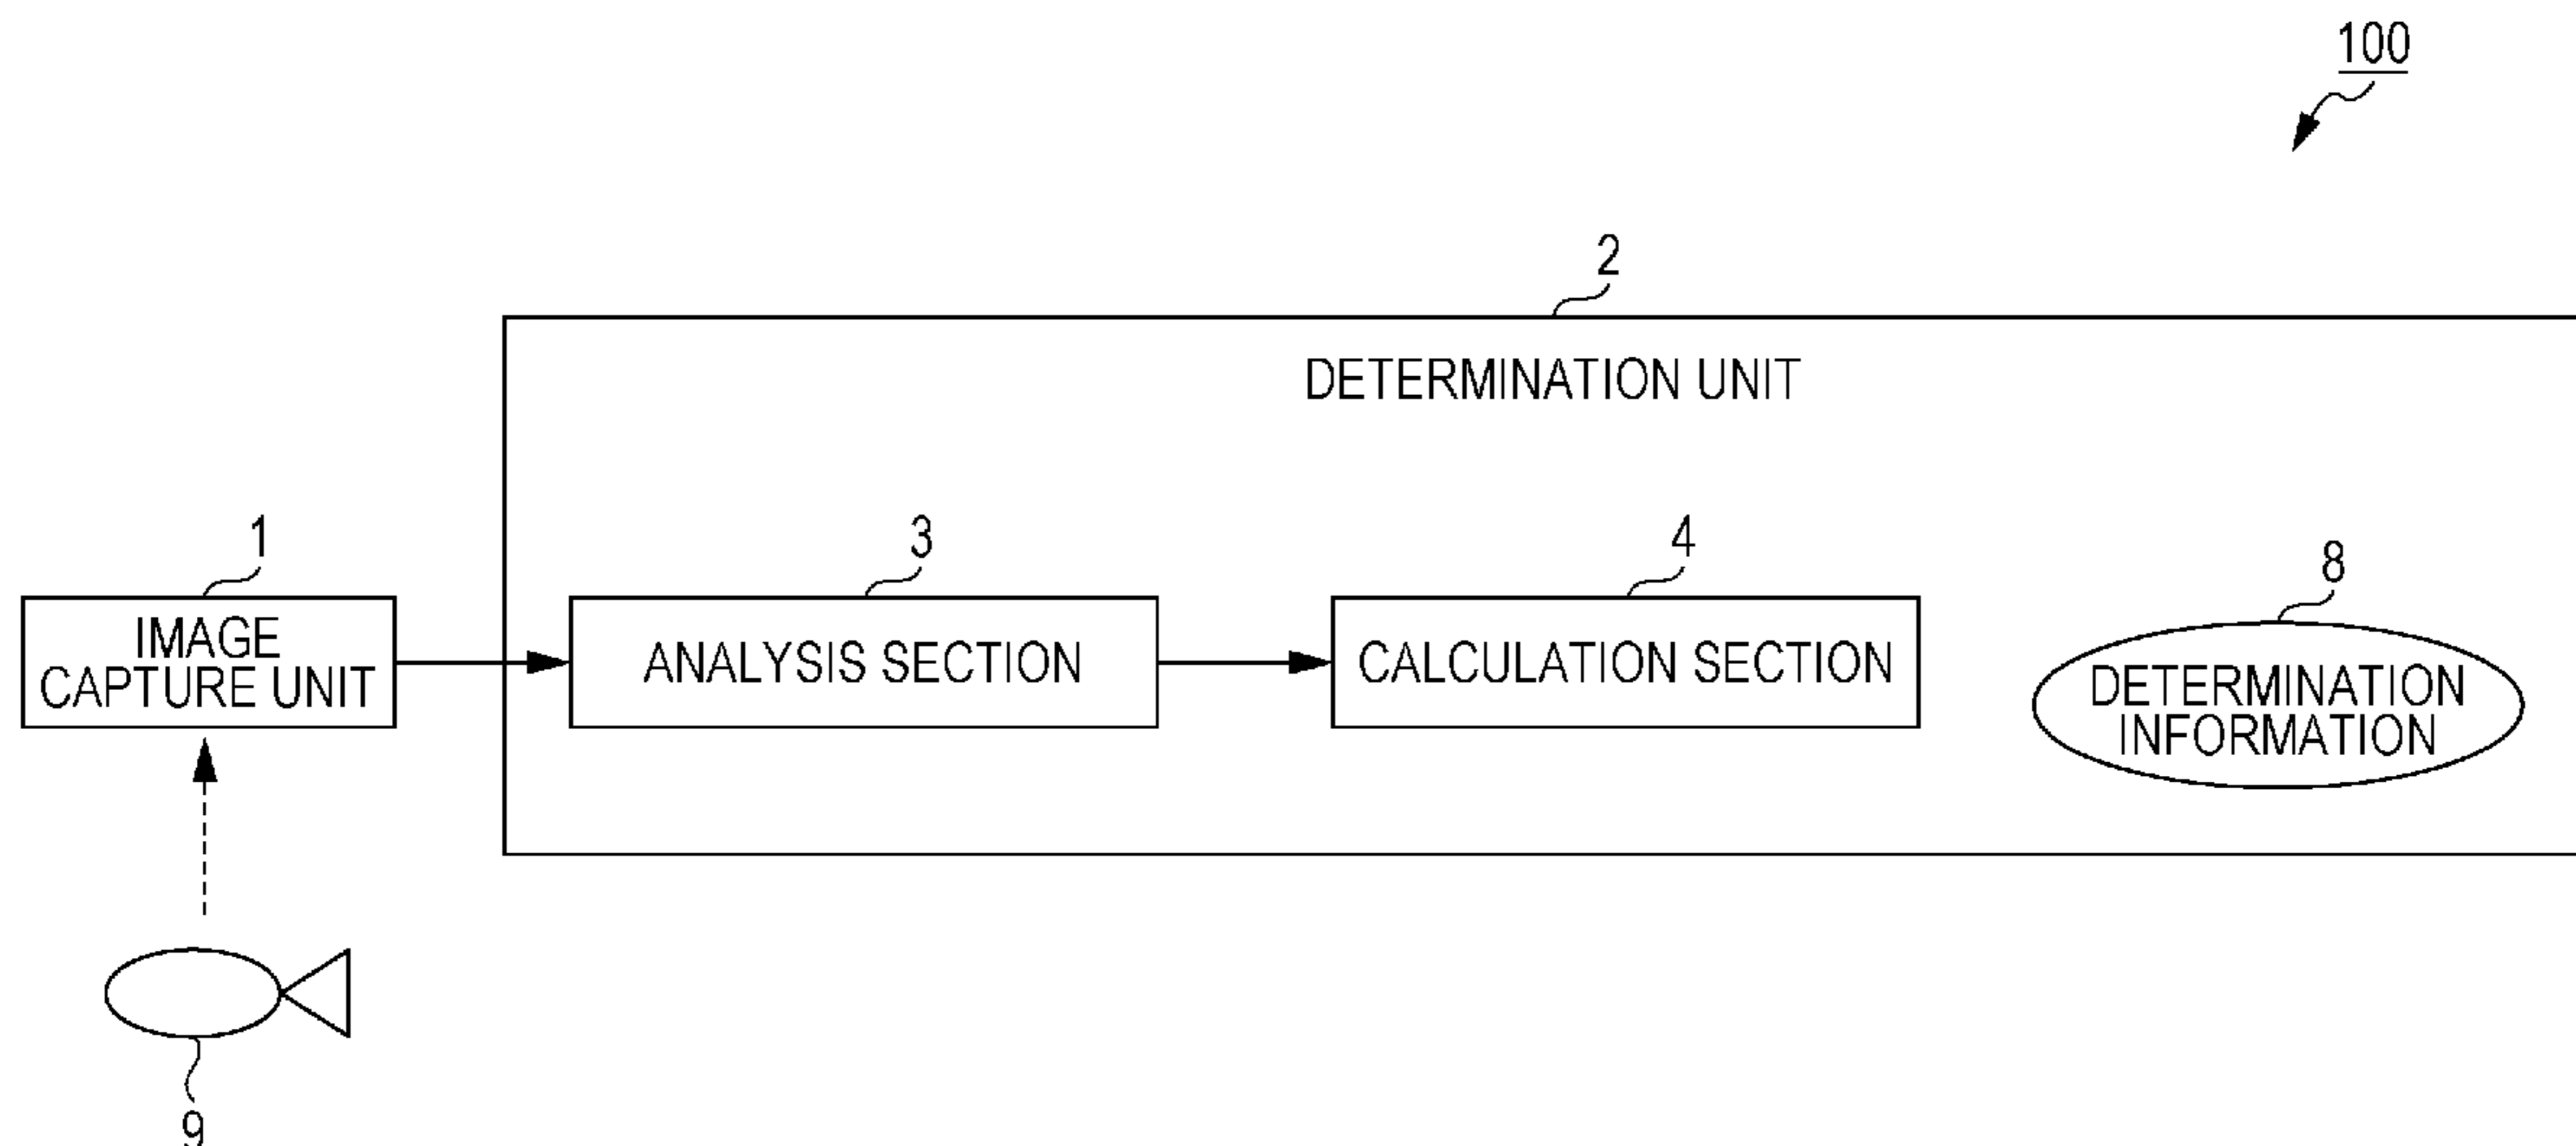 100
2
DETERMINATION UNIT
1
3
4
8
IMAGE
CAPTURE UNIT
ANALYSIS SECTION
CALCULATION SECTION
DETERMINATION
INFORMATION
9